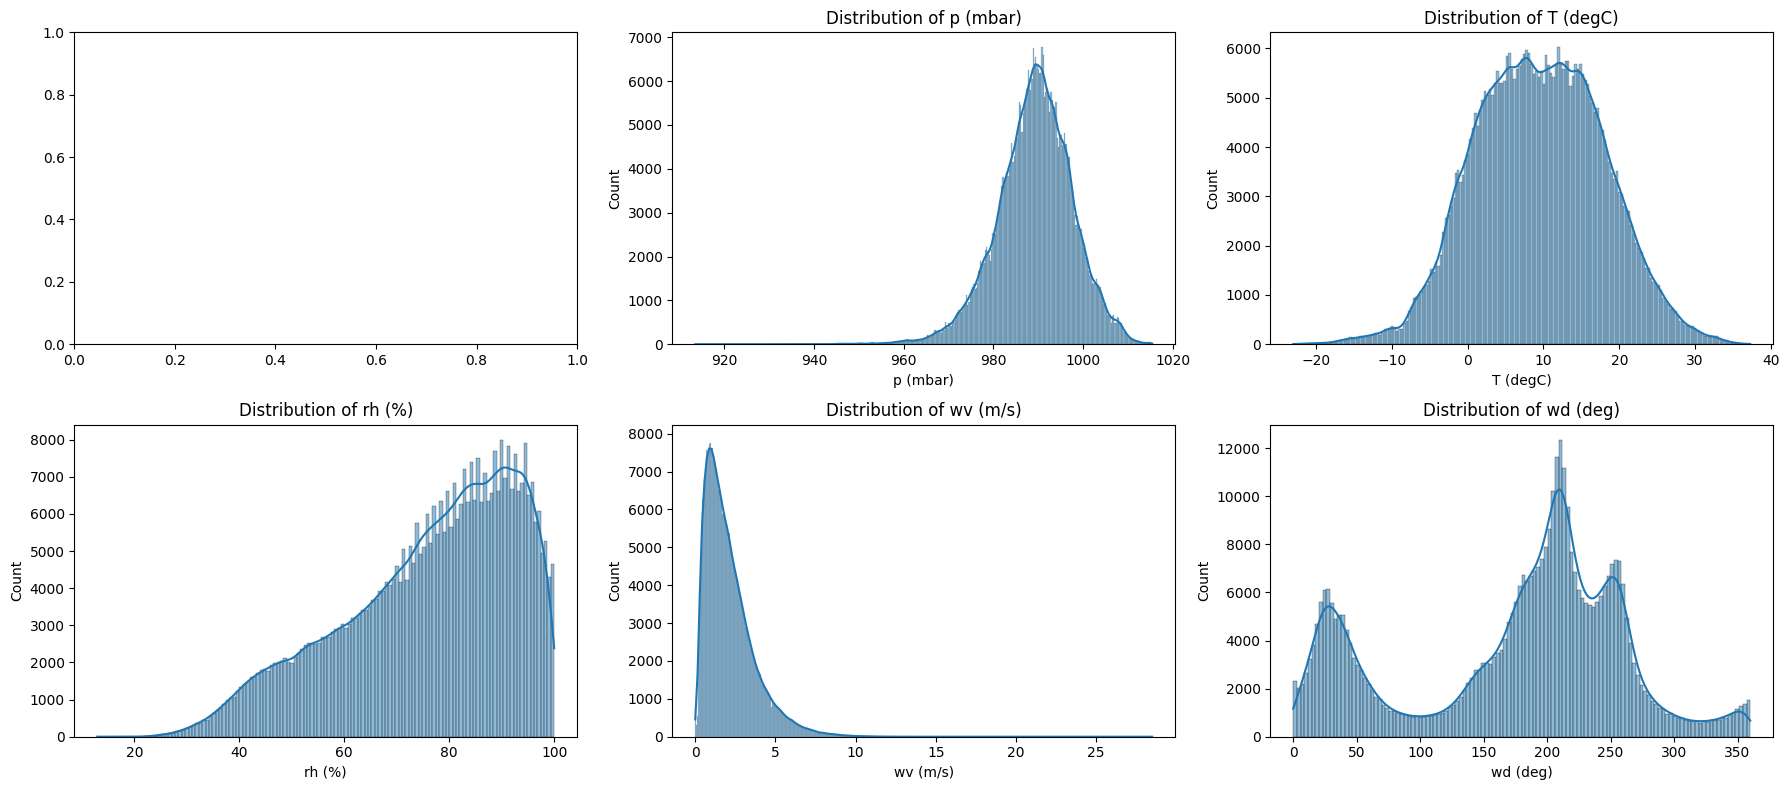 1.0
0.8
0.6
0.4
0.2
0.0
0.0 0.2 0.4 0.6 0.8 1.0
Distribution of p (mbar)
Count
7000
6000
5000
4000
3000
2000
1000
0
920 940 960 980 1000 1020
p (mbar)
Distribution of T (degC)
Count
6000
5000
4000
3000
2000
1000
0
−20 −10 0 10 20 30 40
T (degC)
Distribution of rh (%)
Count
8000
7000
6000
5000
4000
3000
2000
1000
0
20 40 60 80 100
rh (%)
Distribution of wv (m/s)
Count
8000
7000
6000
5000
4000
3000
2000
1000
0
0 5 10 15 20 25
wv (m/s)
Distribution of wd (deg)
Count
12000
10000
8000
6000
4000
2000
0
0 50 100 150 200 250 300 350
wd (deg)